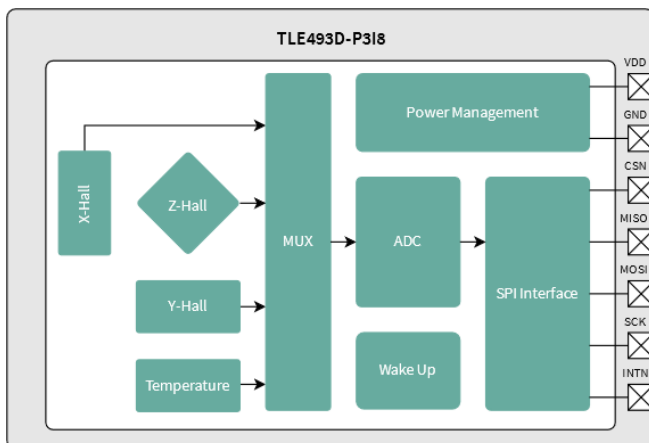 TLE493D-P3I8
VDD
Power Management
GND
X-Hall
Z-Hall
CSN
MUX
ADC
SPI Interface
MISO
MOSI
Y-Hall
SCK
Temperature
Wake Up
INTN